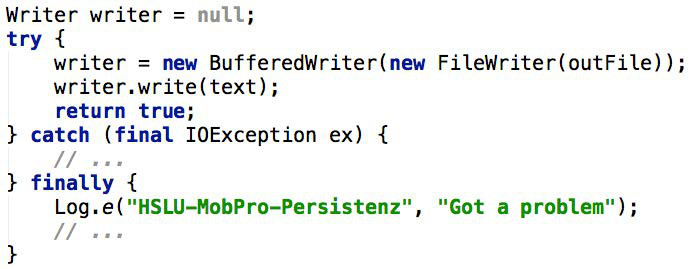 Writer writer = null;
try {
    writer = new BufferedWriter(new FileWriter(outFile));
    writer.write(text);
    return true;
} catch (final IOException ex) {
    // ...
} finally {
    Log.e("HSLU-MobPro-Persistenz", "Got a problem");
    // ...
}